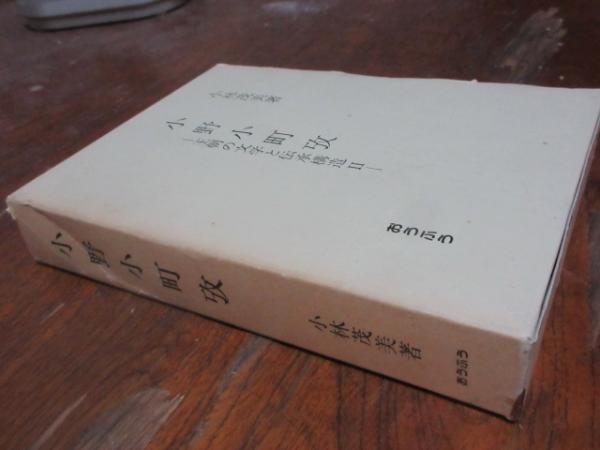 小林茂美著
小野小町攷
―王朝の文学と伝承構造II―
おうふう
小野小町攷
小林茂美著
おうふう